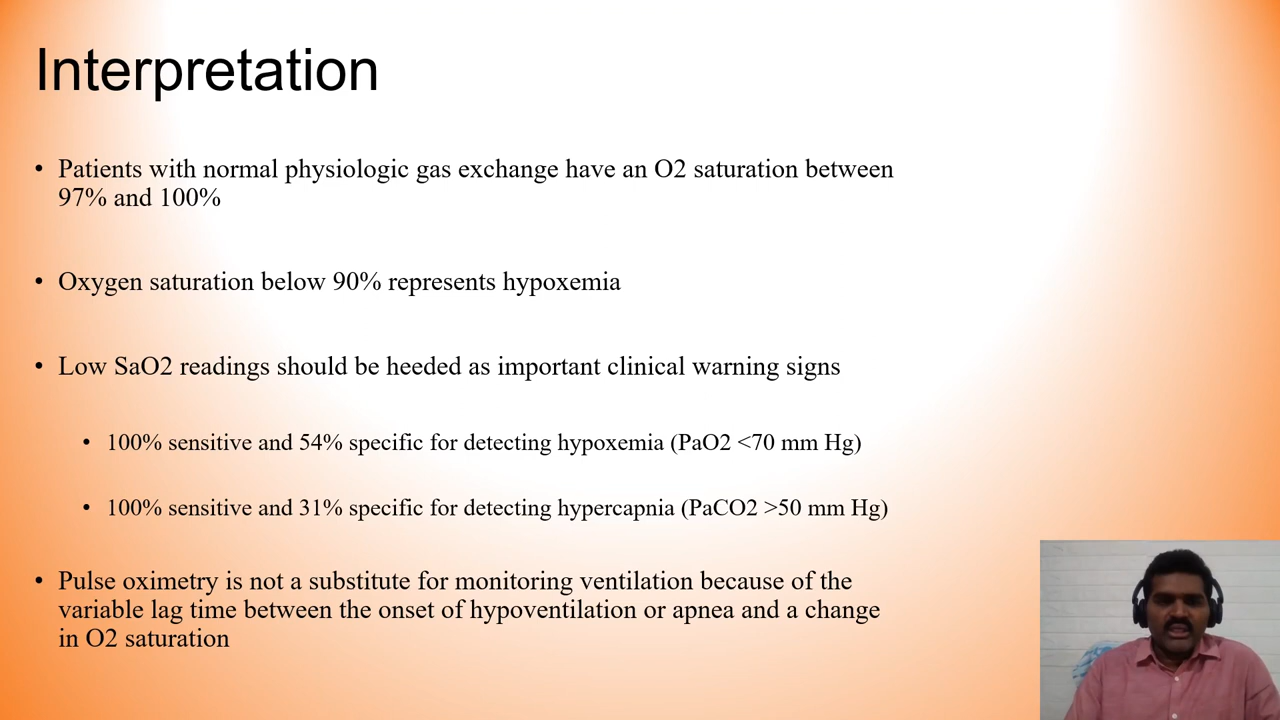 Interpretation
• Patients with normal physiologic gas exchange have an O2 saturation between
97% and 100%
• Oxygen saturation below 90% represents hypoxemia
• Low SaO2 readings should be heeded as important clinical warning signs
• 100% sensitive and 54% specific for detecting hypoxemia (PaO2 <70 mm Hg)
• 100% sensitive and 31% specific for detecting hypercapnia (PaCO2 >50 mm Hg)
• Pulse oximetry is not a substitute for monitoring ventilation because of the
variable lag time between the onset of hypoventilation or apnea and a change
in O2 saturation